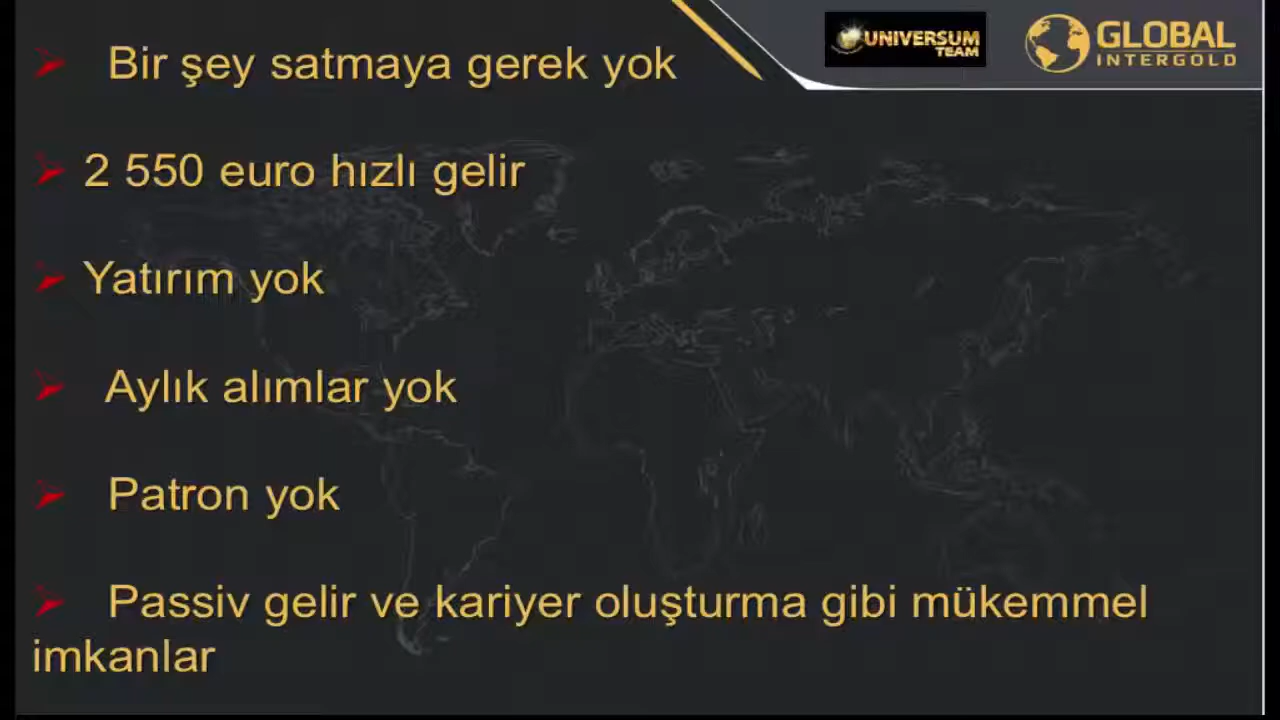 UNIVERSUM
TEAM
GLOBAL
INTERGOLD
Bir şey satmaya gerek yok
2 550 euro hızlı gelir
Yatırım yok
Aylık alımlar yok
Patron yok
Passiv gelir ve kariyer oluşturma gibi mükemmel
imkanlar